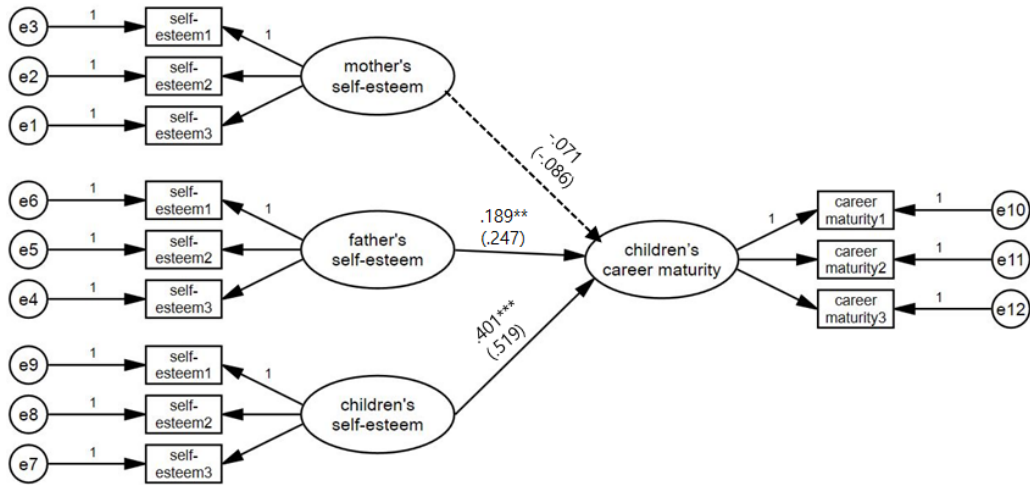 e3
1
self-
esteem1
1
e2
1
self-
esteem2
e1
1
self-
esteem3
mother's
self-esteem
-.071
(-.086)
e6
1
self-
esteem1
1
e5
1
self-
esteem2
e4
1
self-
esteem3
father's
self-esteem
.189**
(.247)
e9
1
self-
esteem1
1
e8
1
self-
esteem2
e7
1
self-
esteem3
children's
self-esteem
.401***
(.519)
children's
career maturity
1
career
maturity1
1
e10
career
maturity2
1
e11
career
maturity3
1
e12